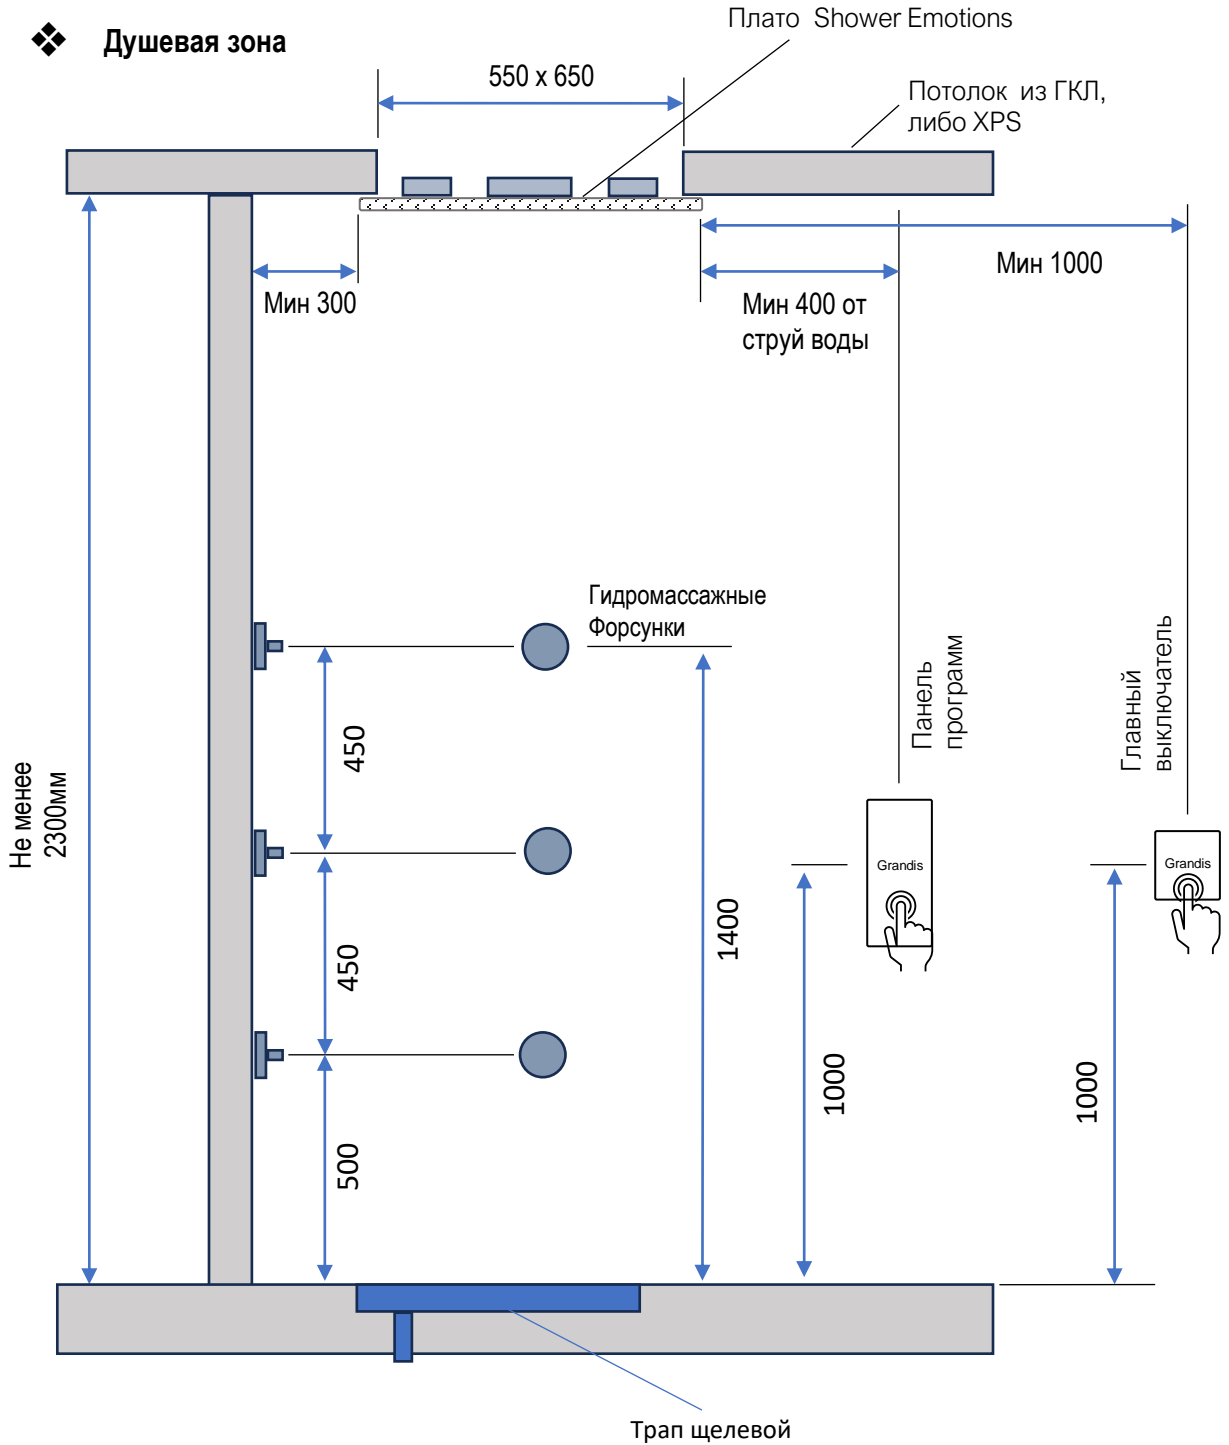 Душевая зона
Плато Shower Emotions
550 x 650
Потолок из ГКЛ,
либо XPS
Мин 1000
Мин 300
Мин 400 от
струй воды
Гидромассажные
Форсунки
Панель
программ
Главный
выключатель
450
Не менее
2300мм
Grandis
Grandis
1400
450
1000
1000
500
Трап щелевой